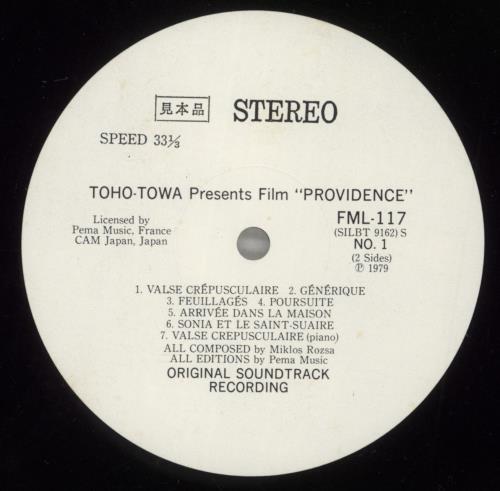 見本品 STEREO
SPEED 33⅓
TOHO-TOWA Presents Film "PROVIDENCE"
Licensed by
Pema Music, France
CAM Japan, Japan
FML-117
(SILBT 9162) S
NO. 1
(2 Sides)
℗ 1979
1. VALSE CRÉPUSCULAIRE 2. GÉNÉRIQUE
3. FEUILLAGÉS 4. POURSUITE
5. ARRIVÉE DANS LA MAISON
6. SONIA ET LE SAINT-SUAIRE
7. VALSE CREPUSCULAIRE (piano)
ALL COMPOSED by Miklos Rozsa
ALL EDITIONS by Pema Music
ORIGINAL SOUNDTRACK
RECORDING